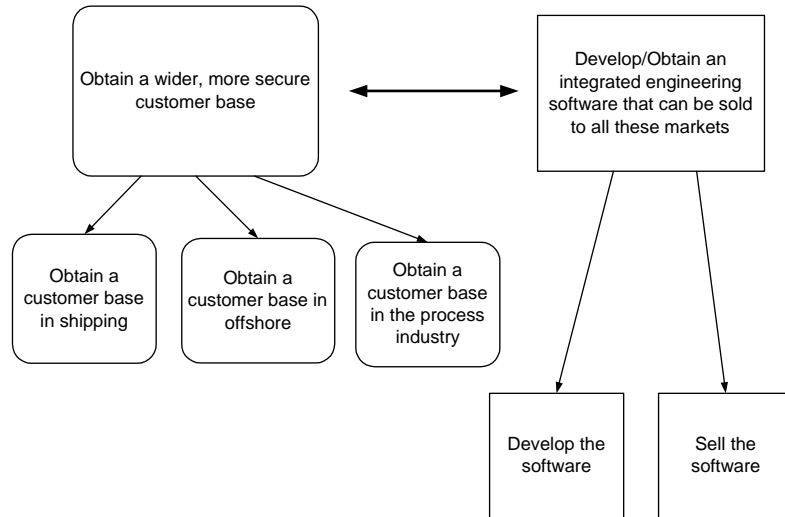 Obtain a wider, more secure
customer base
Develop/Obtain an
integrated engineering
software that can be sold
to all these markets
Obtain a
customer base
in shipping
Obtain a
customer base in
offshore
Obtain a
customer base
in the process
industry
Develop the
software
Sell the
software